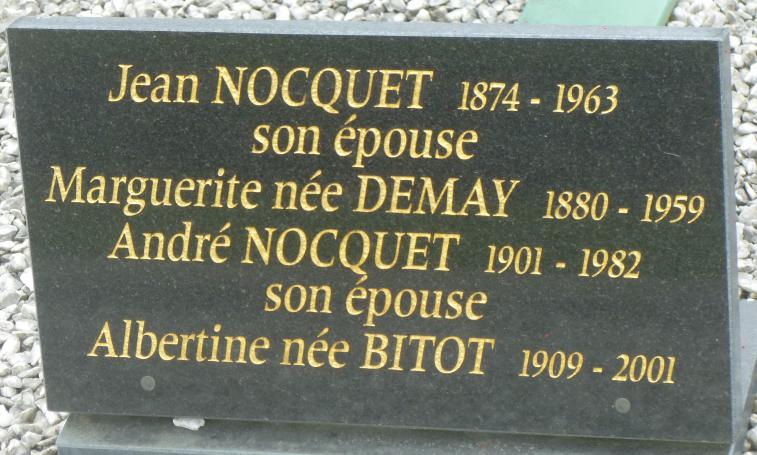 Jean NOCQUET 1874 - 1963
son épouse
Marguerite née DEMAY 1880 - 1959
André NOCQUET 1901 - 1982
son épouse
Albertine née BITOT 1909 - 2001